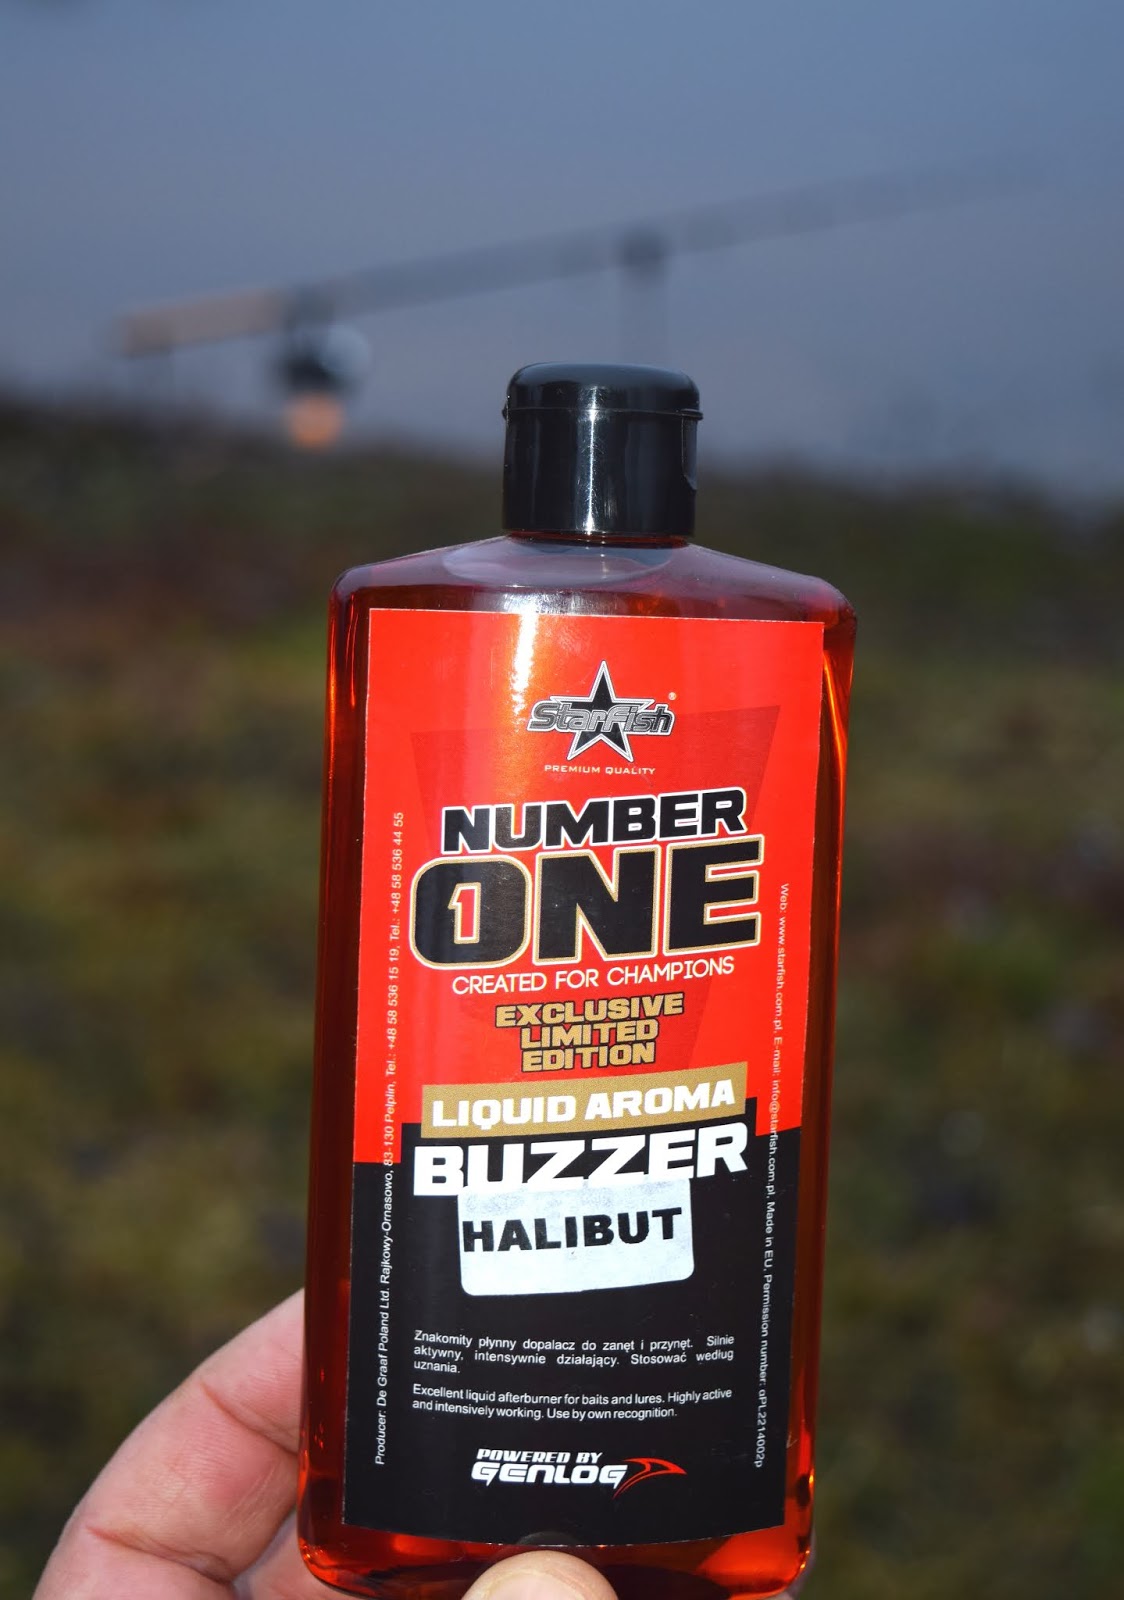 StarFish®
PREMIUM QUALITY
NUMBER
ONE
1
CREATED FOR CHAMPIONS
EXCLUSIVE
LIMITED
EDITION
LIQUID AROMA
BUZZER
HALIBUT
Znakomity płynny dopalacz do zanęt i przynęt. Silnie
aktywny, intensywnie działający. Stosować według
uznania.
Excellent liquid afterburner for baits and lures. Highly active
and intensively working. Use by own recognition.
POWERED BY
GENLOG
Producer: De Graaf Poland Ltd. Rajkowy-Ornasowo, 83-130 Pelplin, Tel.: +48 58 536 15 19, Tel.: +48 58 536 44 55
Web: www.starfish.com.pl, E-mail: info@starfish.com.pl, Made in EU, Permission number: αPL2214002p